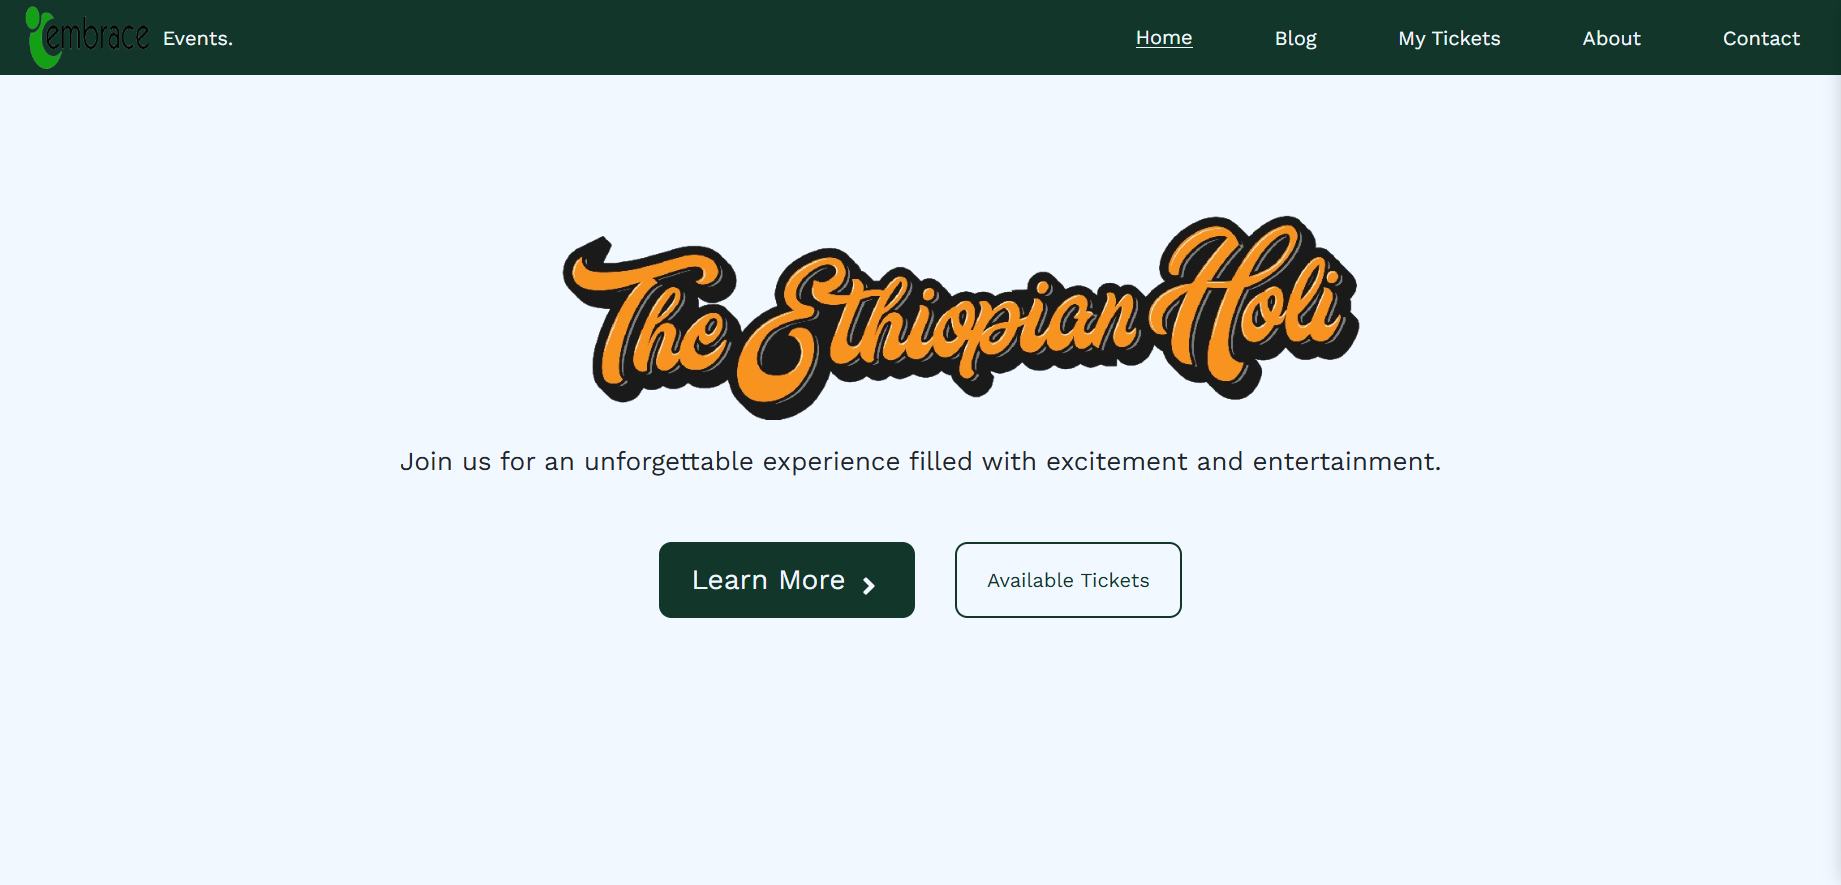 embrace Events.
Home Blog My Tickets About Contact
The Ethiopian Holi
Join us for an unforgettable experience filled with excitement and entertainment.
Learn More
Available Tickets